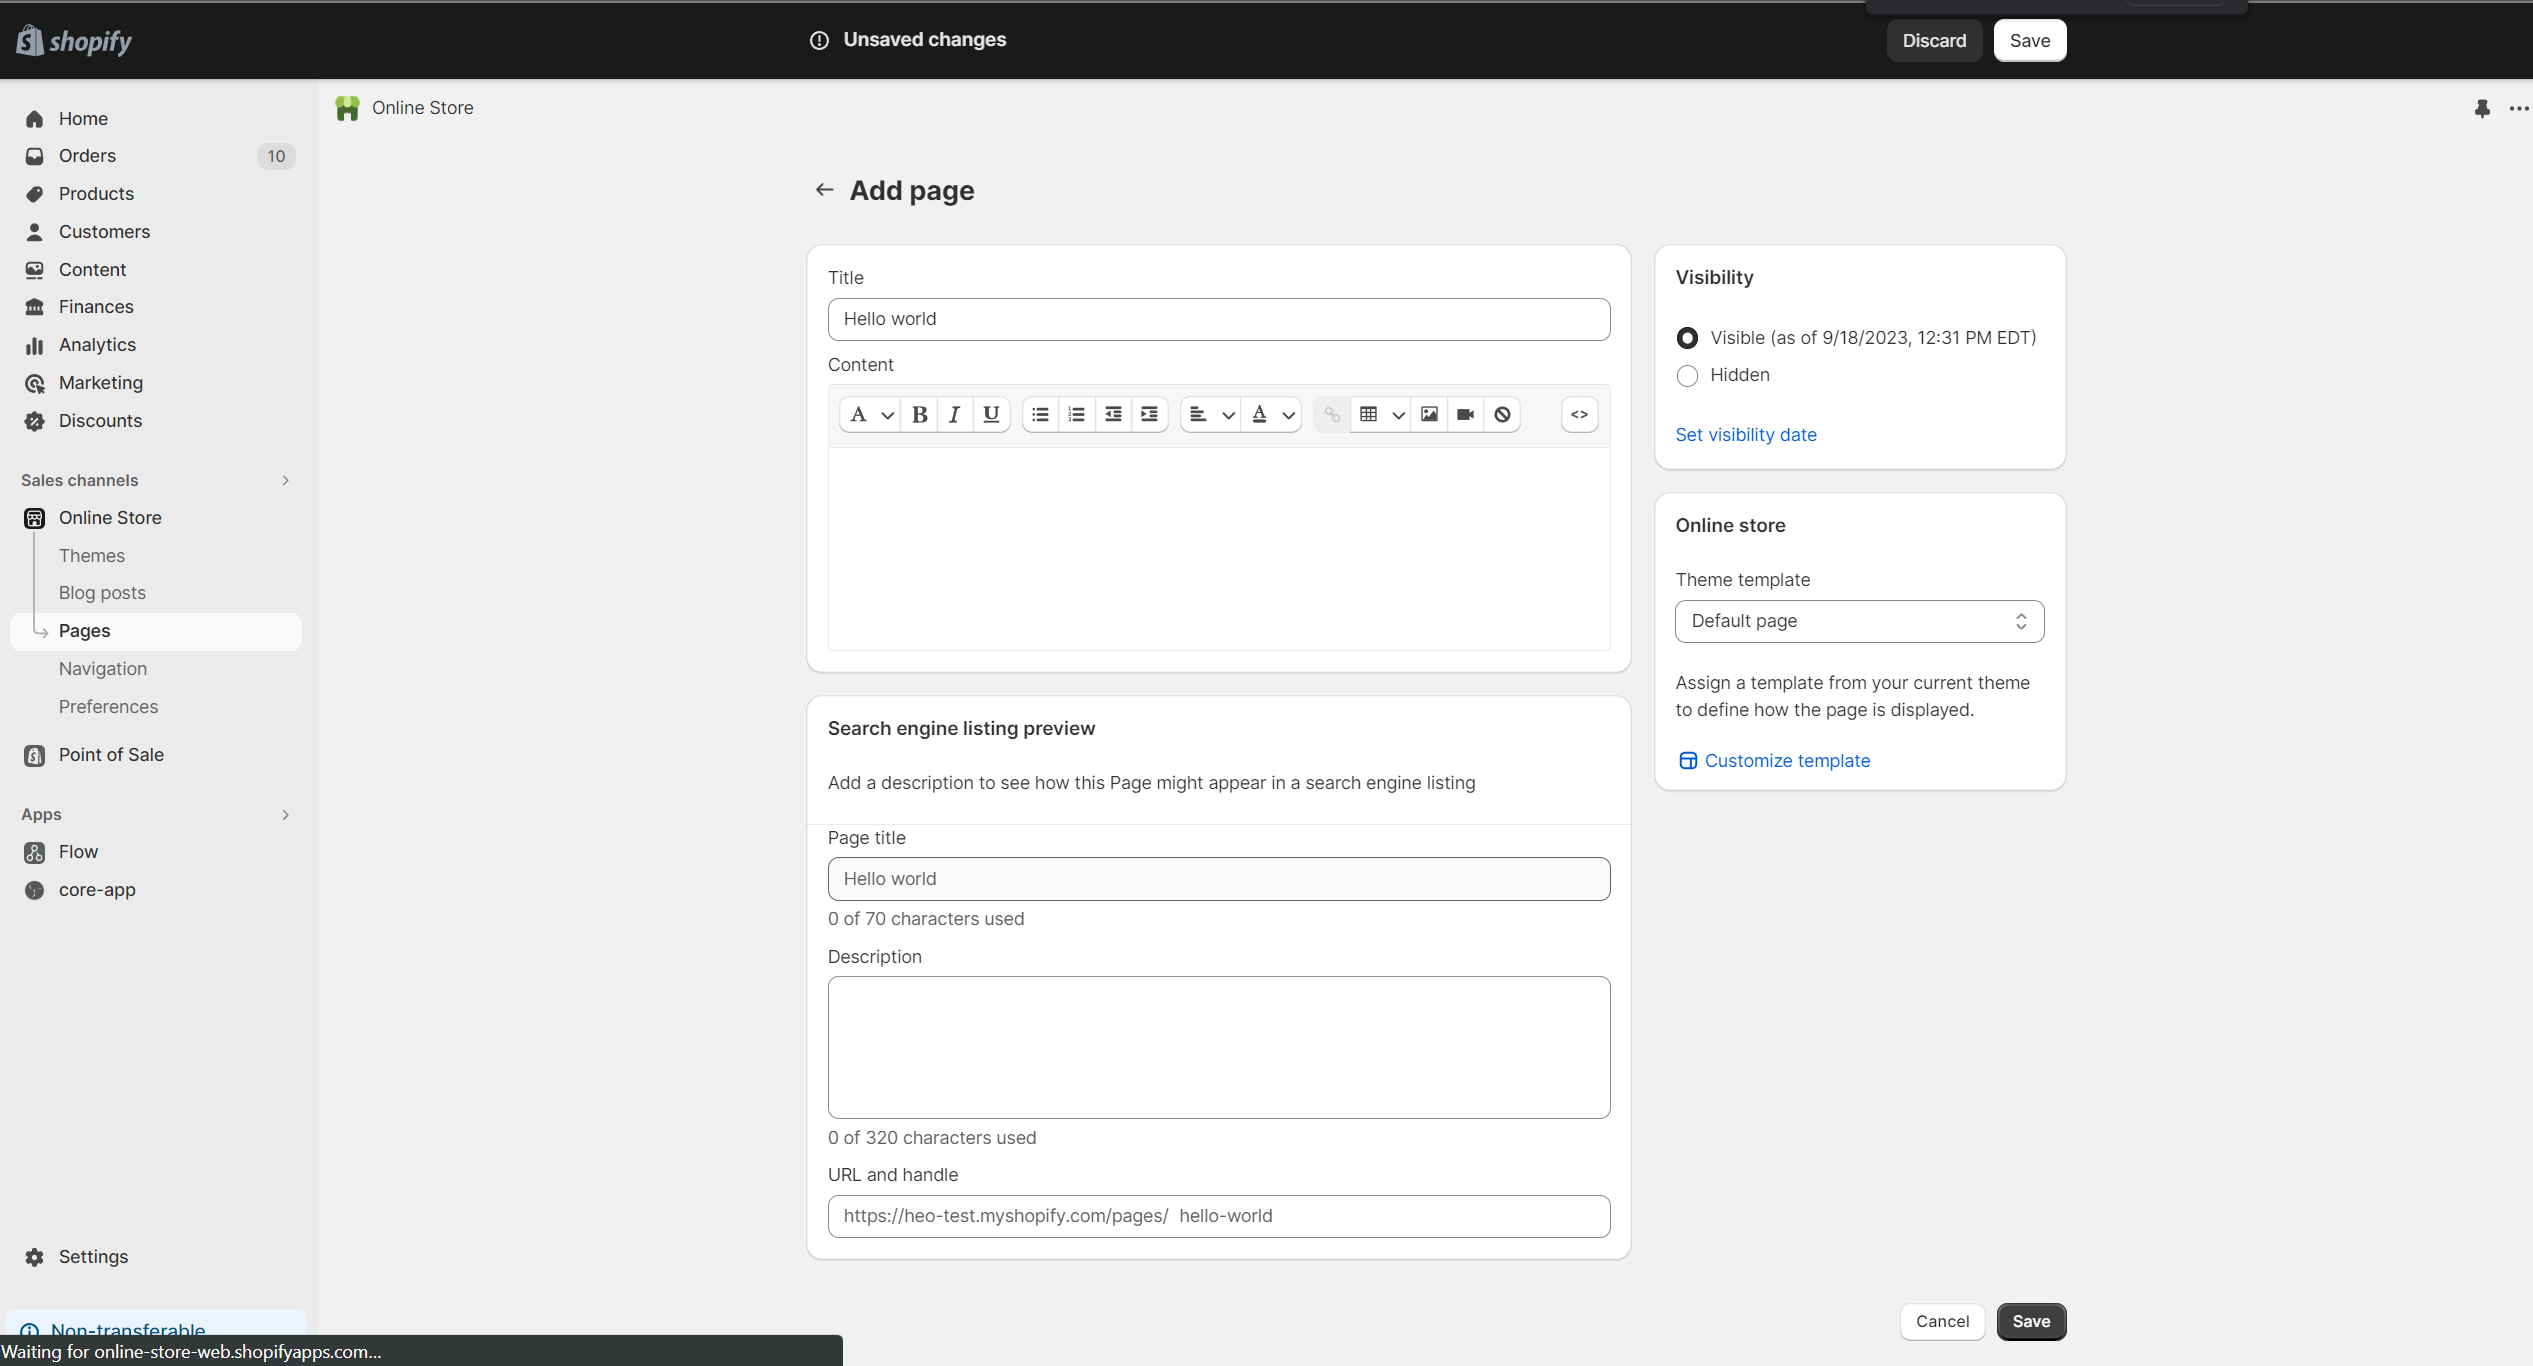 shopify
Unsaved changes
Discard
Save
Home
Orders
10
Products
Customers
Content
Finances
Analytics
Marketing
Discounts
Sales channels
Online Store
Themes
Blog posts
Pages
Navigation
Preferences
Point of Sale
Apps
Flow
core-app
Settings
Non-transferable
Waiting for online-store-web.shopifyapps.com...
Online Store
Add page
Title
Hello world
Content
A B I U A <>
Search engine listing preview
Add a description to see how this Page might appear in a search engine listing
Page title
Hello world
0 of 70 characters used
Description
0 of 320 characters used
URL and handle
https://heo-test.myshopify.com/pages/ hello-world
Visibility
Visible (as of 9/18/2023, 12:31 PM EDT)
Hidden
Set visibility date
Online store
Theme template
Default page
Assign a template from your current theme
to define how the page is displayed.
Customize template
Cancel
Save